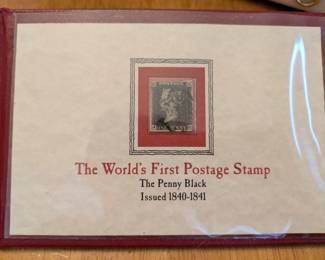 The World's First Postage Stamp
The Penny Black
Issued 1840-1841